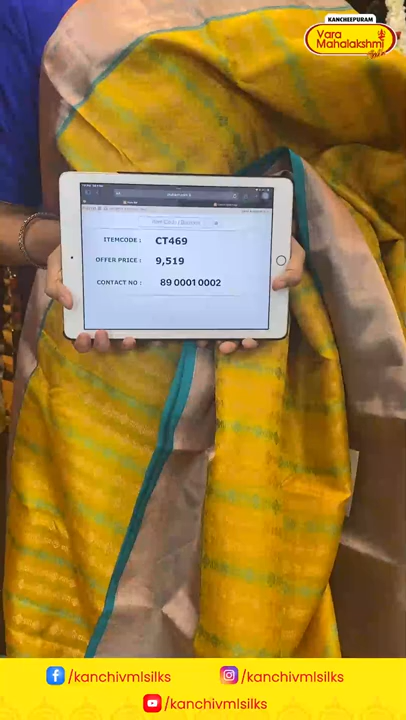 KANCHEEPURAM
Vara
Mahalakshmi
ITEMCODE : CT469
OFFER PRICE : 9,519
CONTACT NO : 89 0001 0002
/kanchivmlsilks
/kanchivmlsilks
/kanchivmlsilks